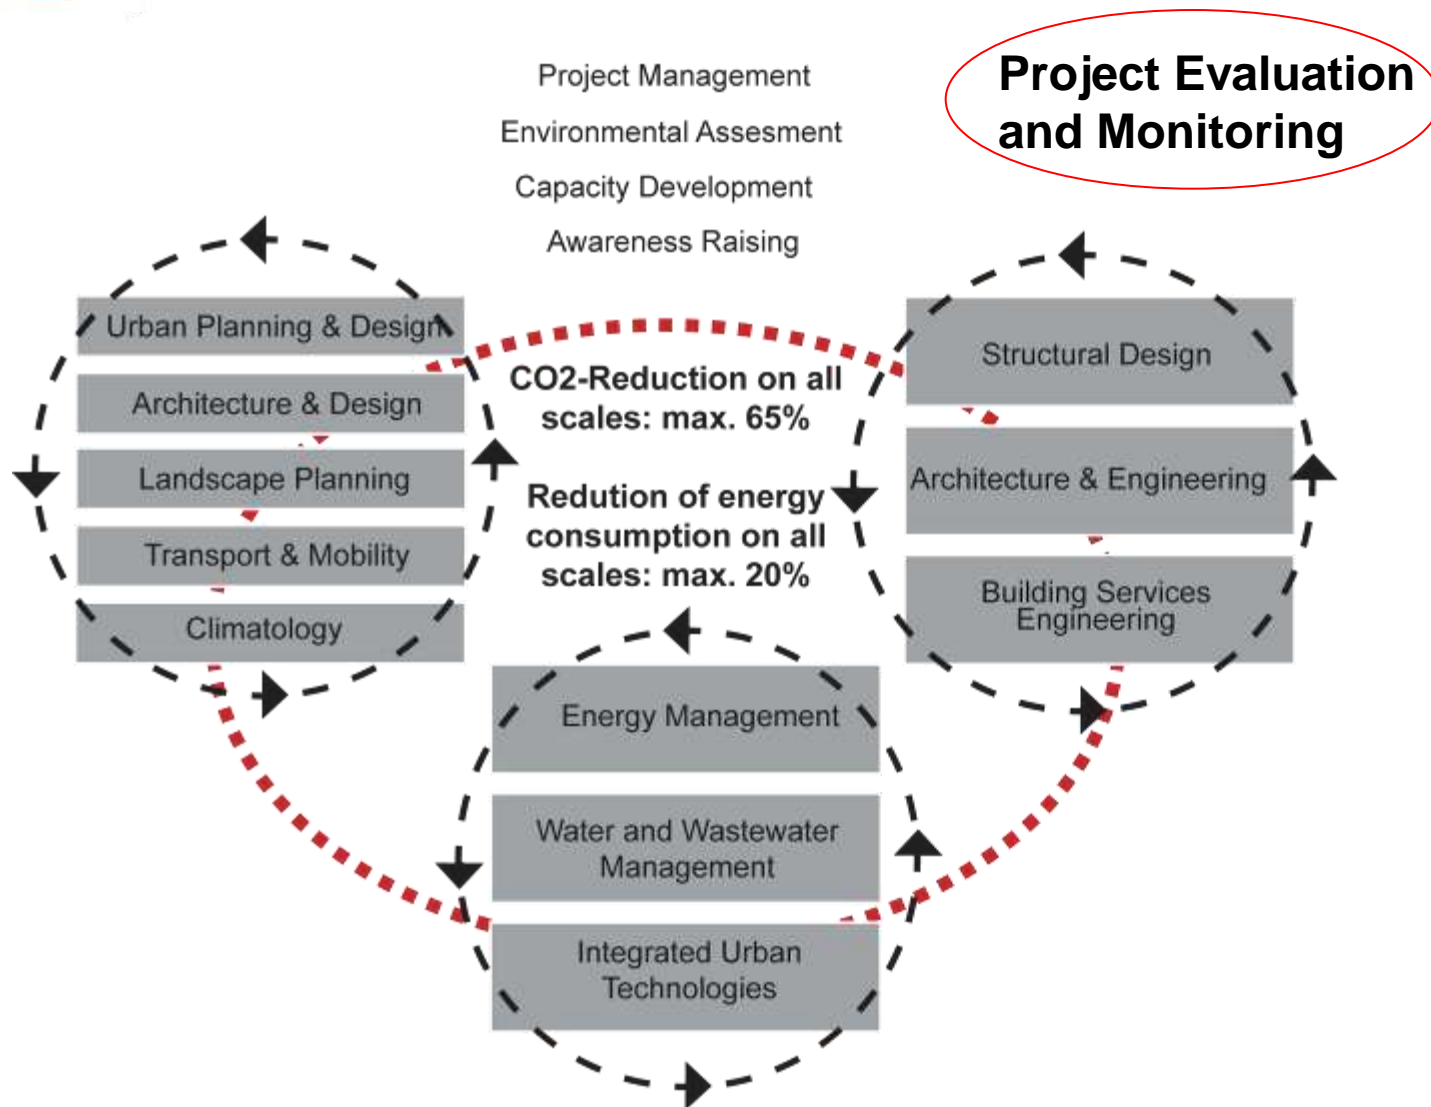 Project Evaluation
and Monitoring
Project Management
Environmental Assesment
Capacity Development
Awareness Raising
Urban Planning & Design
Architecture & Design
Landscape Planning
Transport & Mobility
Climatology
CO2-Reduction on all
scales: max. 65%
Redution of energy
consumption on all
scales: max. 20%
Structural Design
Architecture & Engineering
Building Services
Engineering
Energy Management
Water and Wastewater
Management
Integrated Urban
Technologies